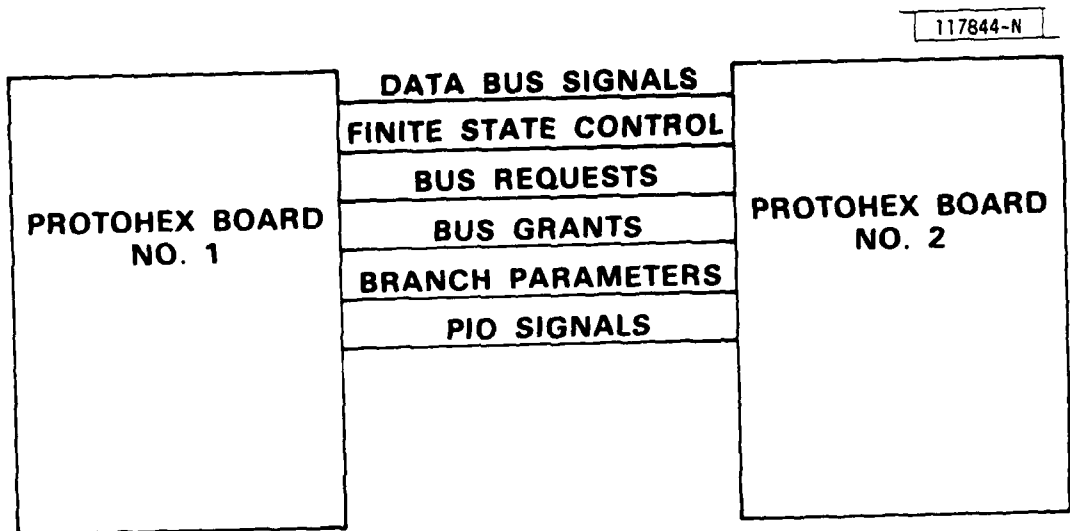 117844-N
DATA BUS SIGNALS
FINITE STATE CONTROL
BUS REQUESTS
BUS GRANTS
BRANCH PARAMETERS
PIO SIGNALS
PROTOHEX BOARD
NO. 1
PROTOHEX BOARD
NO. 2